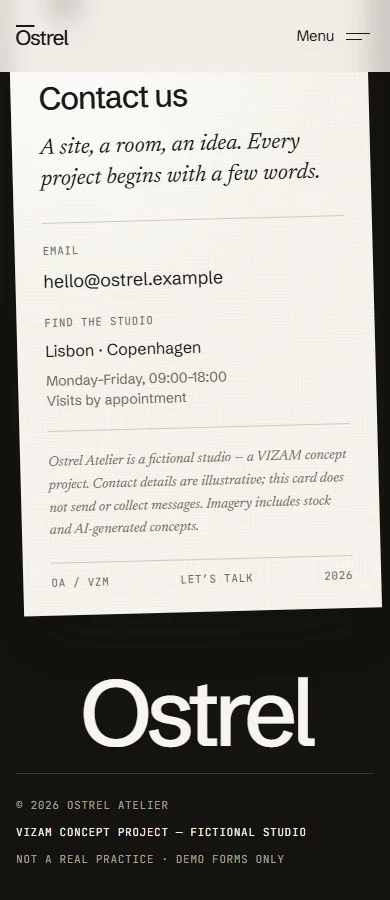 Ostrel
Menu
Contact us
A site, a room, an idea. Every
project begins with a few words.
EMAIL
hello@ostrel.example
FIND THE STUDIO
Lisbon · Copenhagen
Monday–Friday, 09:00–18:00
Visits by appointment
Ostrel Atelier is a fictional studio — a VIZAM concept
project. Contact details are illustrative; this card does
not send or collect messages. Imagery includes stock
and AI-generated concepts.
OA / VZM
LET’S TALK
2026
Ostrel
© 2026 OSTREL ATELIER
VIZAM CONCEPT PROJECT — FICTIONAL STUDIO
NOT A REAL PRACTICE · DEMO FORMS ONLY